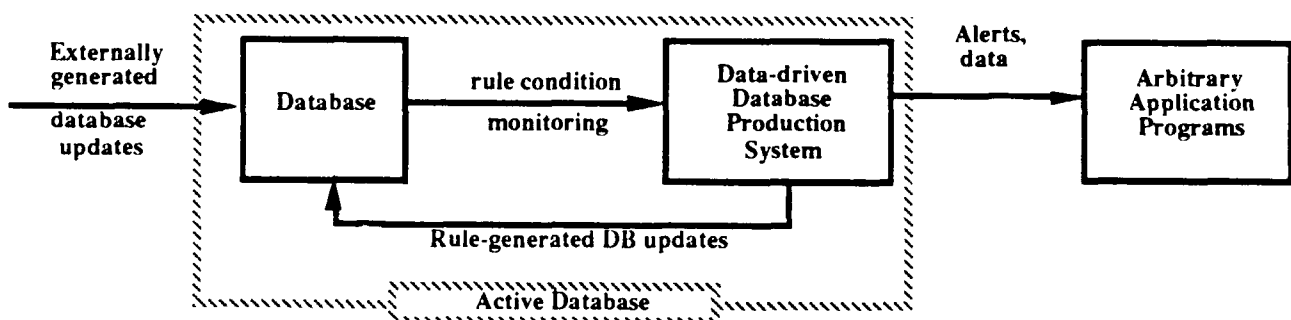 Externally
generated
database
updates
Database
rule condition
monitoring
Data-driven
Database
Production
System
Alerts,
data
Arbitrary
Application
Programs
Rule-generated DB updates
Active Database